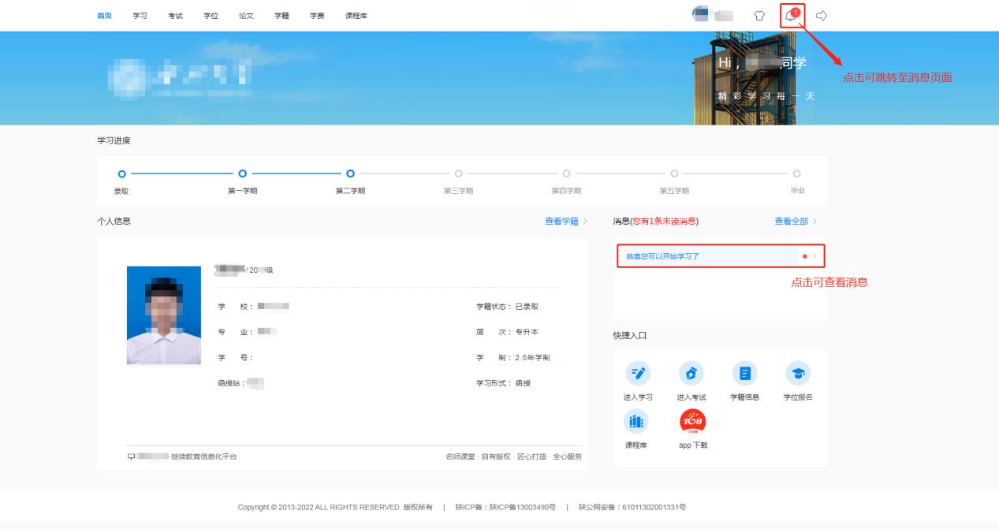 首页 学习 考试 学位 论文 学籍 学费 课程库
1
点击可跳转至消息页面
Hi， 同学
精彩学习每一天
学习进度
录取 第一学期 第二学期 第三学期 第四学期 第五学期 毕业
个人信息 查看学籍 >
/ 20 级
学 校：
学籍状态：已录取
专 业：
层 次：专升本
学 号：
学 制：2.5年学制
函授站：
学习形式：函授
继续教育信息化平台
名师课堂 · 自有版权 · 匠心打造 · 全心服务
消息(您有1条未读消息) 查看全部 >
恭喜您可以开始学习了
点击可查看消息
快捷入口
进入学习 进入考试 学籍信息 学位报名
168
课程库 app 下载
Copyright © 2013-2022 ALL RIGHTS RESERVED. 版权所有 | 陕ICP备：陕ICP备13003490号 | 陕公网安备：61011302001331号